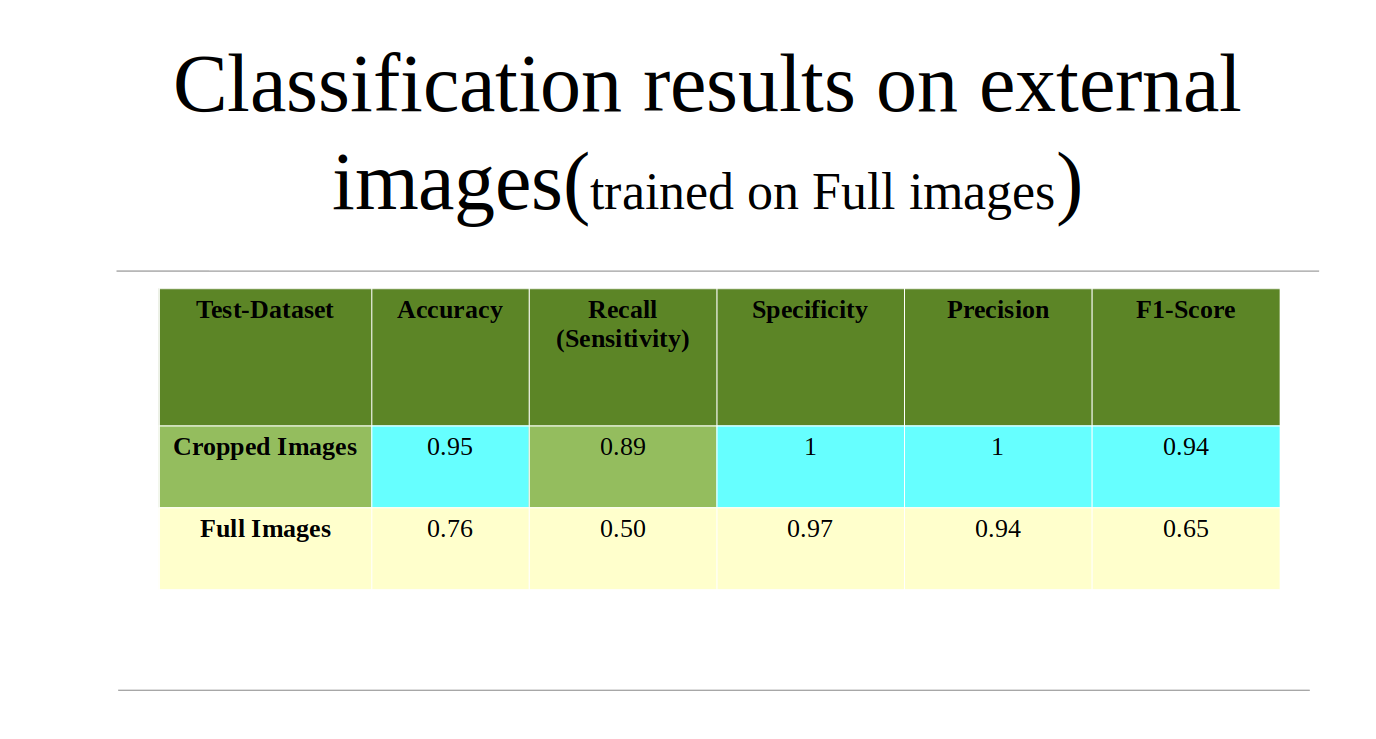 Classification results on external
images(trained on Full images)
Test-Dataset Accuracy Recall (Sensitivity) Specificity Precision F1-Score
Cropped Images 0.95 0.89 1 1 0.94
Full Images 0.76 0.50 0.97 0.94 0.65